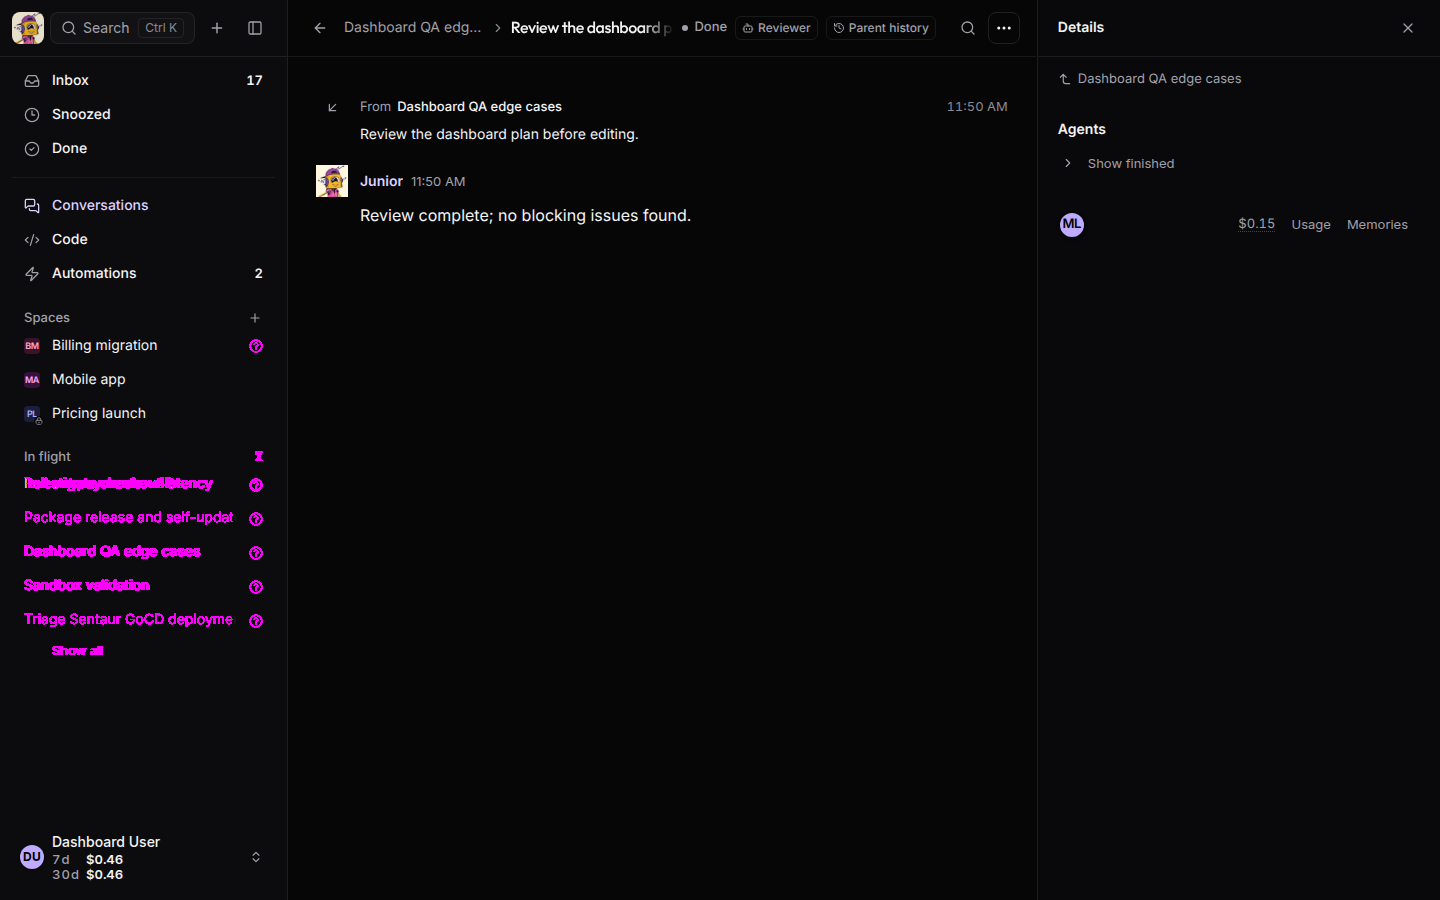 Search Ctrl K
Inbox 17
Snoozed
Done
Conversations
Code
Automations 2
Spaces
BM Billing migration
MA Mobile app
PL Pricing launch
In flight
Package release and self-updat
Dashboard QA edge cases
Sandbox validation
Triage Sentaur GoCD deployme
Show all
DU Dashboard User
7d $0.46
30d $0.46
Dashboard QA edg... Review the dashboard p Done Reviewer Parent history
From Dashboard QA edge cases 11:50 AM
Review the dashboard plan before editing.
Junior 11:50 AM
Review complete; no blocking issues found.
Details
Dashboard QA edge cases
Agents
Show finished
ML $0.15 Usage Memories